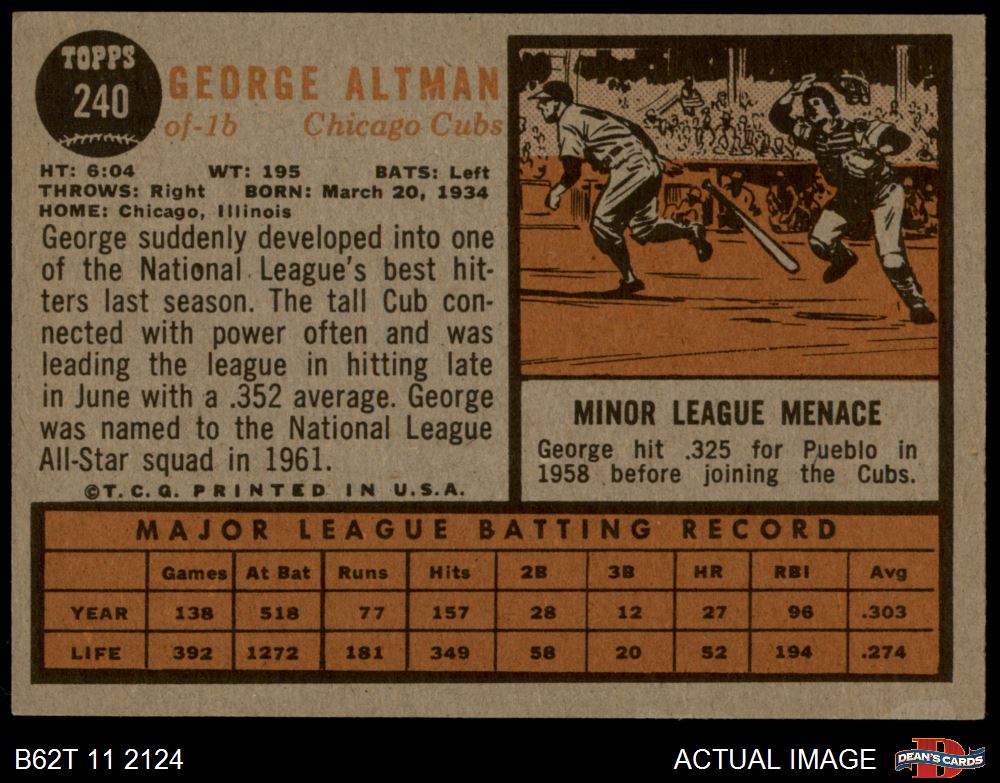 TOPPS
240
GEORGE ALTMAN
of-1b Chicago Cubs
HT: 6:04 WT: 195 BATS: Left
THROWS: Right BORN: March 20, 1934
HOME: Chicago, Illinois
George suddenly developed into one
of the National League's best hit-
ters last season. The tall Cub con-
nected with power often and was
leading the league in hitting late
in June with a .352 average. George
was named to the National League
All-Star squad in 1961.
©T.C.G. PRINTED IN U.S.A.
MINOR LEAGUE MENACE
George hit .325 for Pueblo in
1958 before joining the Cubs.
MAJOR LEAGUE BATTING RECORD
Games At Bat Runs Hits 2B 3B HR RBI Avg
YEAR 138 518 77 157 28 12 27 96 .303
LIFE 392 1272 181 349 58 20 52 194 .274
B62T 11 2124
ACTUAL IMAGE
D
DEAN'S CARDS